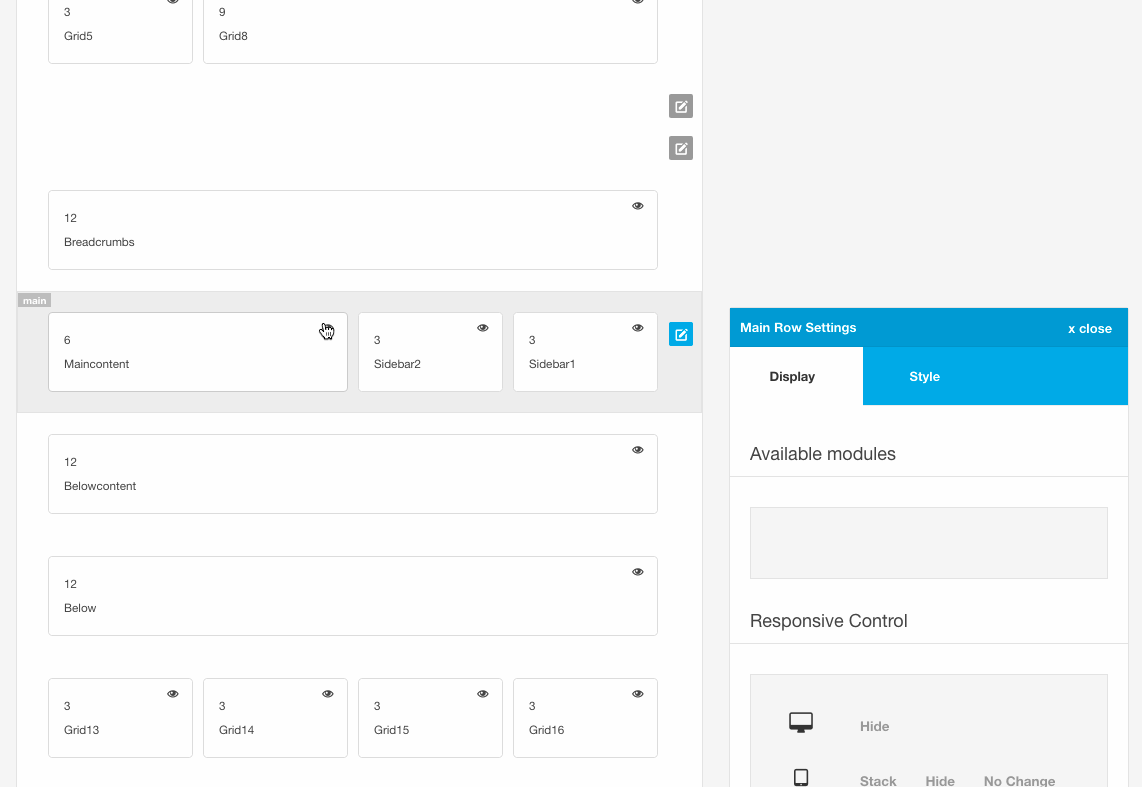 3 9
Grid5 Grid8
12
Breadcrumbs
main
6 3 3
Maincontent Sidebar2 Sidebar1
12
Belowcontent
12
Below
3 3 3 3
Grid13 Grid14 Grid15 Grid16
Main Row Settings x close
Display Style
Available modules
Responsive Control
Hide
Stack Hide No Change